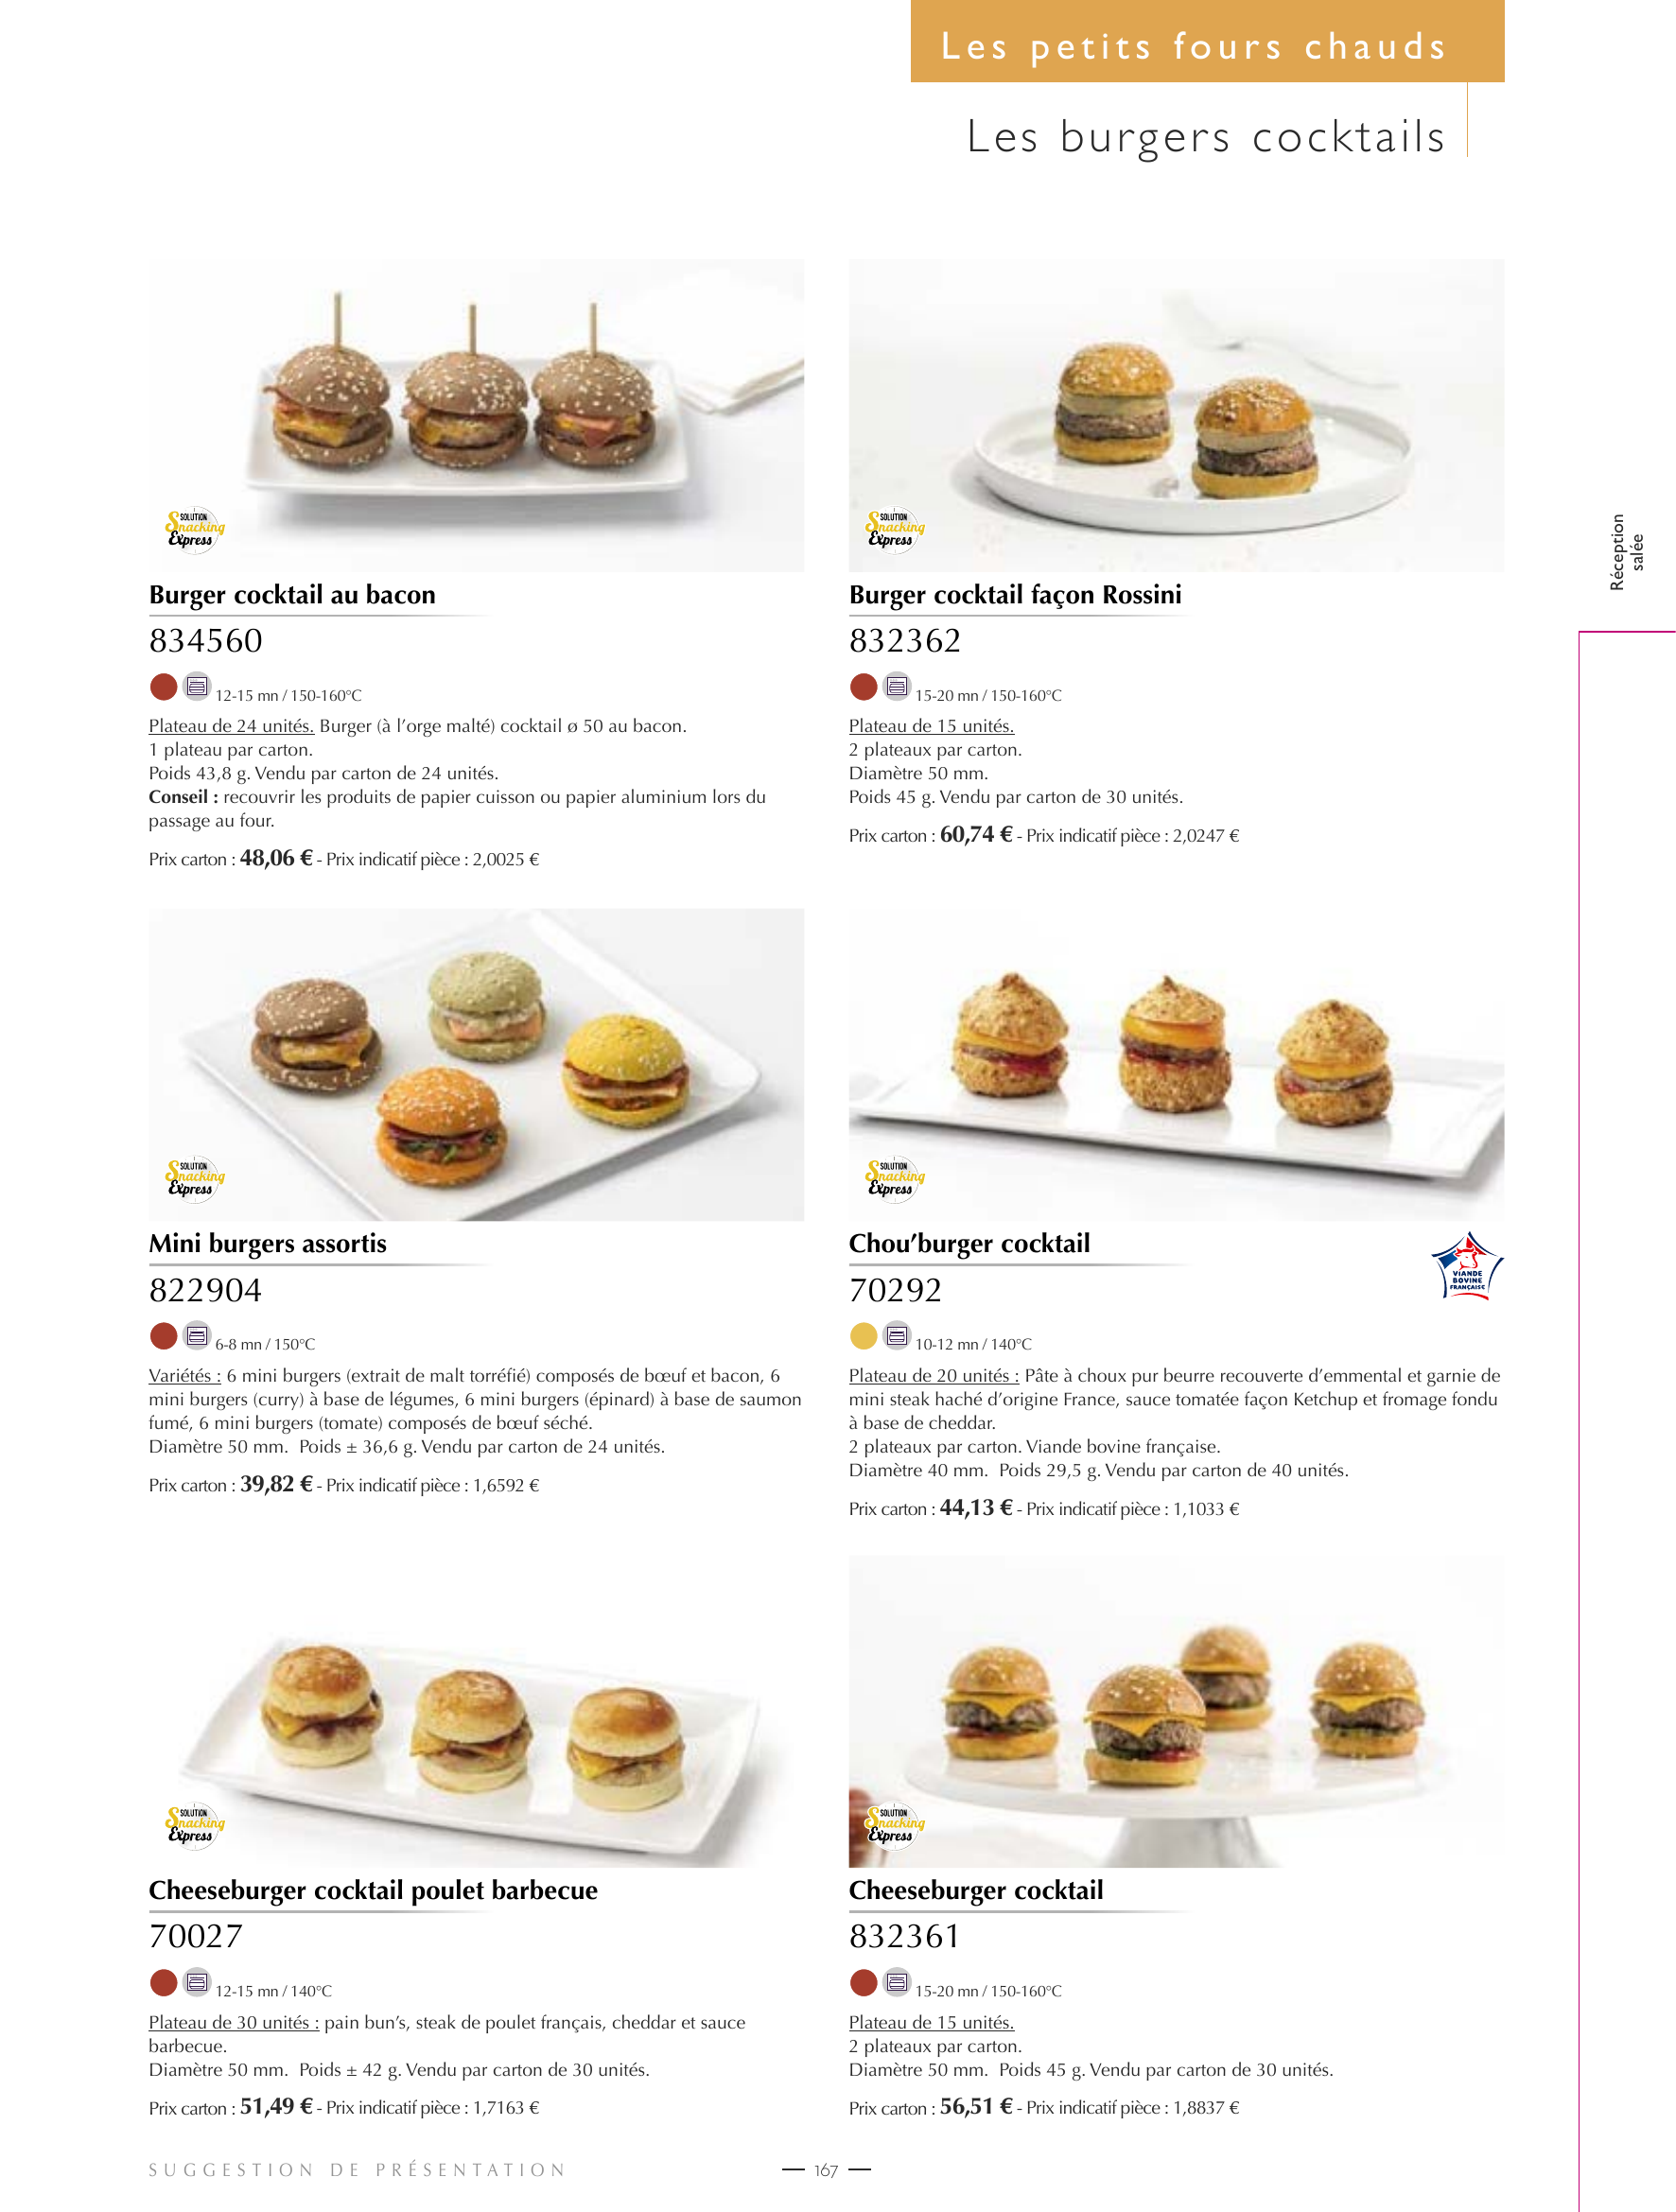 Les petits fours chauds
Les burgers cocktails
Réception
salée
SOLUTION
Snacking
Express
Burger cocktail au bacon
834560
12-15 mn / 150-160°C
Plateau de 24 unités. Burger (à l’orge malté) cocktail ø 50 au bacon.
1 plateau par carton.
Poids 43,8 g. Vendu par carton de 24 unités.
Conseil : recouvrir les produits de papier cuisson ou papier aluminium lors du
passage au four.
Prix carton : 48,06 € - Prix indicatif pièce : 2,0025 €
SOLUTION
Snacking
Express
Burger cocktail façon Rossini
832362
15-20 mn / 150-160°C
Plateau de 15 unités.
2 plateaux par carton.
Diamètre 50 mm.
Poids 45 g. Vendu par carton de 30 unités.
Prix carton : 60,74 € - Prix indicatif pièce : 2,0247 €
SOLUTION
Snacking
Express
Mini burgers assortis
822904
6-8 mn / 150°C
Variétés : 6 mini burgers (extrait de malt torréfié) composés de bœuf et bacon, 6
mini burgers (curry) à base de légumes, 6 mini burgers (épinard) à base de saumon
fumé, 6 mini burgers (tomate) composés de bœuf séché.
Diamètre 50 mm. Poids ± 36,6 g. Vendu par carton de 24 unités.
Prix carton : 39,82 € - Prix indicatif pièce : 1,6592 €
SOLUTION
Snacking
Express
Chou’burger cocktail
VIANDE
BOVINE
FRANÇAISE
70292
10-12 mn / 140°C
Plateau de 20 unités : Pâte à choux pur beurre recouverte d’emmental et garnie de
mini steak haché d’origine France, sauce tomatée façon Ketchup et fromage fondu
à base de cheddar.
2 plateaux par carton. Viande bovine française.
Diamètre 40 mm. Poids 29,5 g. Vendu par carton de 40 unités.
Prix carton : 44,13 € - Prix indicatif pièce : 1,1033 €
SOLUTION
Snacking
Express
Cheeseburger cocktail poulet barbecue
70027
12-15 mn / 140°C
Plateau de 30 unités : pain bun’s, steak de poulet français, cheddar et sauce
barbecue.
Diamètre 50 mm. Poids ± 42 g. Vendu par carton de 30 unités.
Prix carton : 51,49 € - Prix indicatif pièce : 1,7163 €
SOLUTION
Snacking
Express
Cheeseburger cocktail
832361
15-20 mn / 150-160°C
Plateau de 15 unités.
2 plateaux par carton.
Diamètre 50 mm. Poids 45 g. Vendu par carton de 30 unités.
Prix carton : 56,51 € - Prix indicatif pièce : 1,8837 €
SUGGESTION DE PRÉSENTATION
167